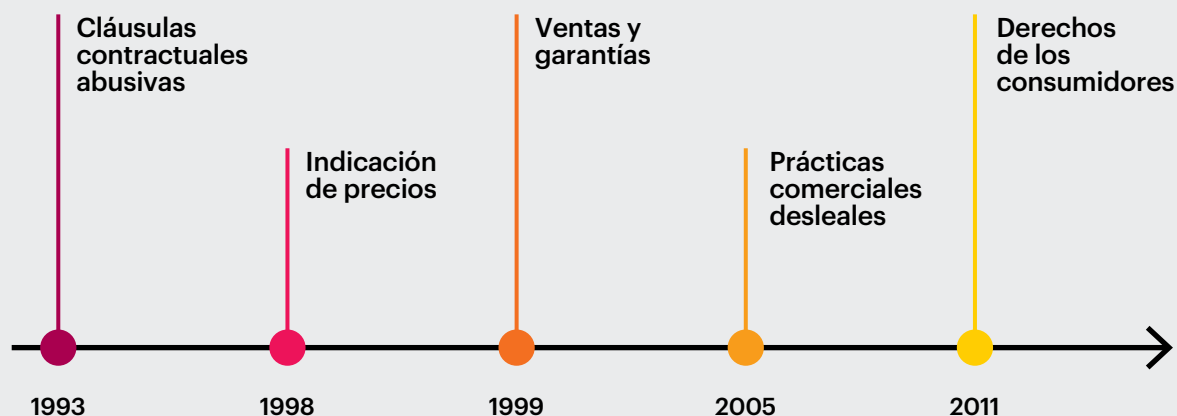 Cláusulas
contractuales
abusivas
Indicación
de precios
Ventas y
garantías
Prácticas
comerciales
desleales
Derechos
de los
consumidores
1993
1998
1999
2005
2011